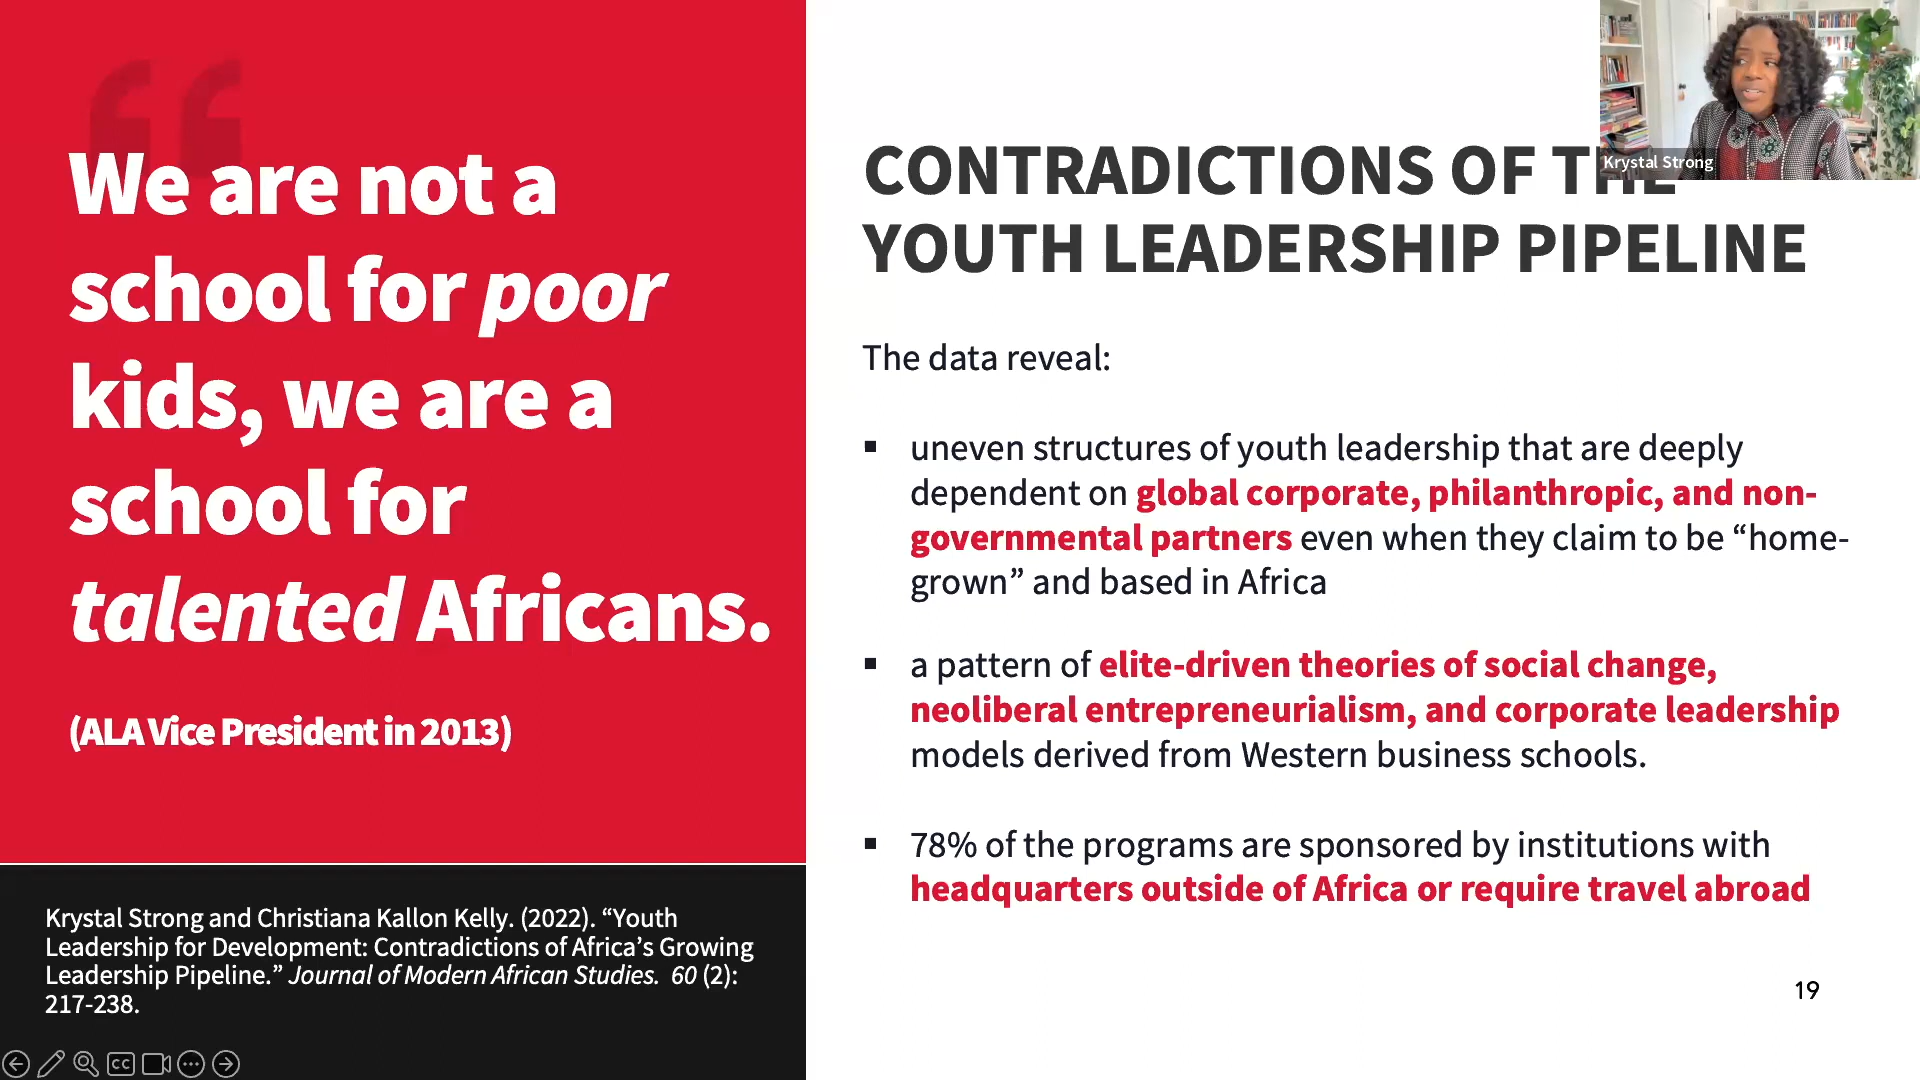 We are not a
school for poor
kids, we are a
school for
talented Africans.
(ALA Vice President in 2013)
Krystal Strong and Christiana Kallon Kelly. (2022). “Youth
Leadership for Development: Contradictions of Africa’s Growing
Leadership Pipeline.” Journal of Modern African Studies. 60 (2):
217-238.
CONTRADICTIONS OF THE
YOUTH LEADERSHIP PIPELINE
The data reveal:
▪ uneven structures of youth leadership that are deeply
dependent on global corporate, philanthropic, and non-
governmental partners even when they claim to be “home-
grown” and based in Africa
▪ a pattern of elite-driven theories of social change,
neoliberal entrepreneurialism, and corporate leadership
models derived from Western business schools.
▪ 78% of the programs are sponsored by institutions with
headquarters outside of Africa or require travel abroad
19
Krystal Strong
CC